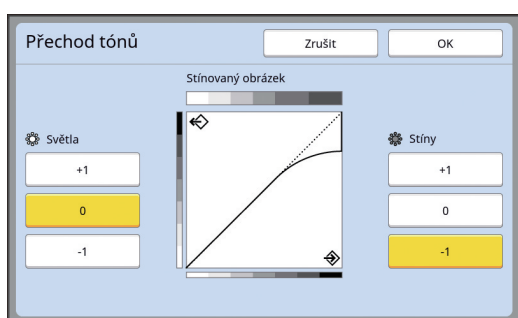 Přechod tónů
Zrušit
OK
Stínovaný obrázek
Světla
+1
0
-1
Stíny
+1
0
-1